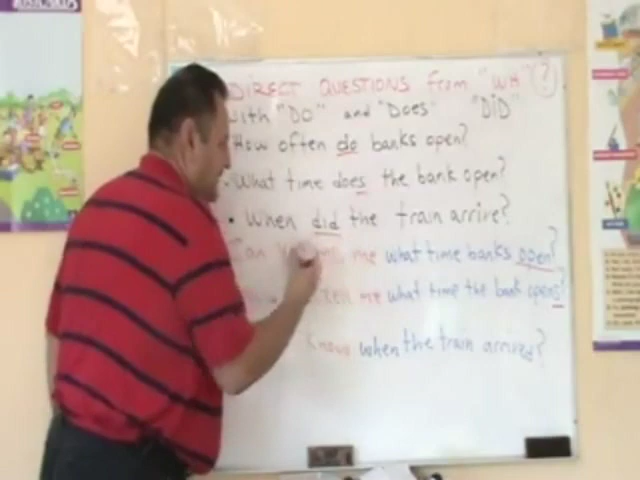 DIRECT QUESTIONS from "WH" (?)
with "DO" and "Does" "DiD"
• How often do banks open?
• What time does the bank open?
• When did the train arrive?
Can me what time banks open?
Tell me what time the bank opens?
know when the train arrived?